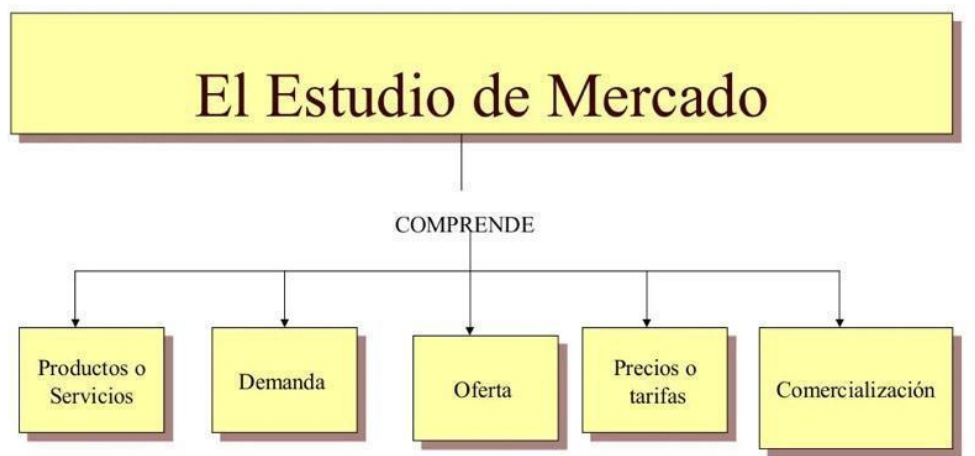 El Estudio de Mercado
COMPRENDE
Productos o
Servicios
Demanda
Oferta
Precios o
tarifas
Comercialización